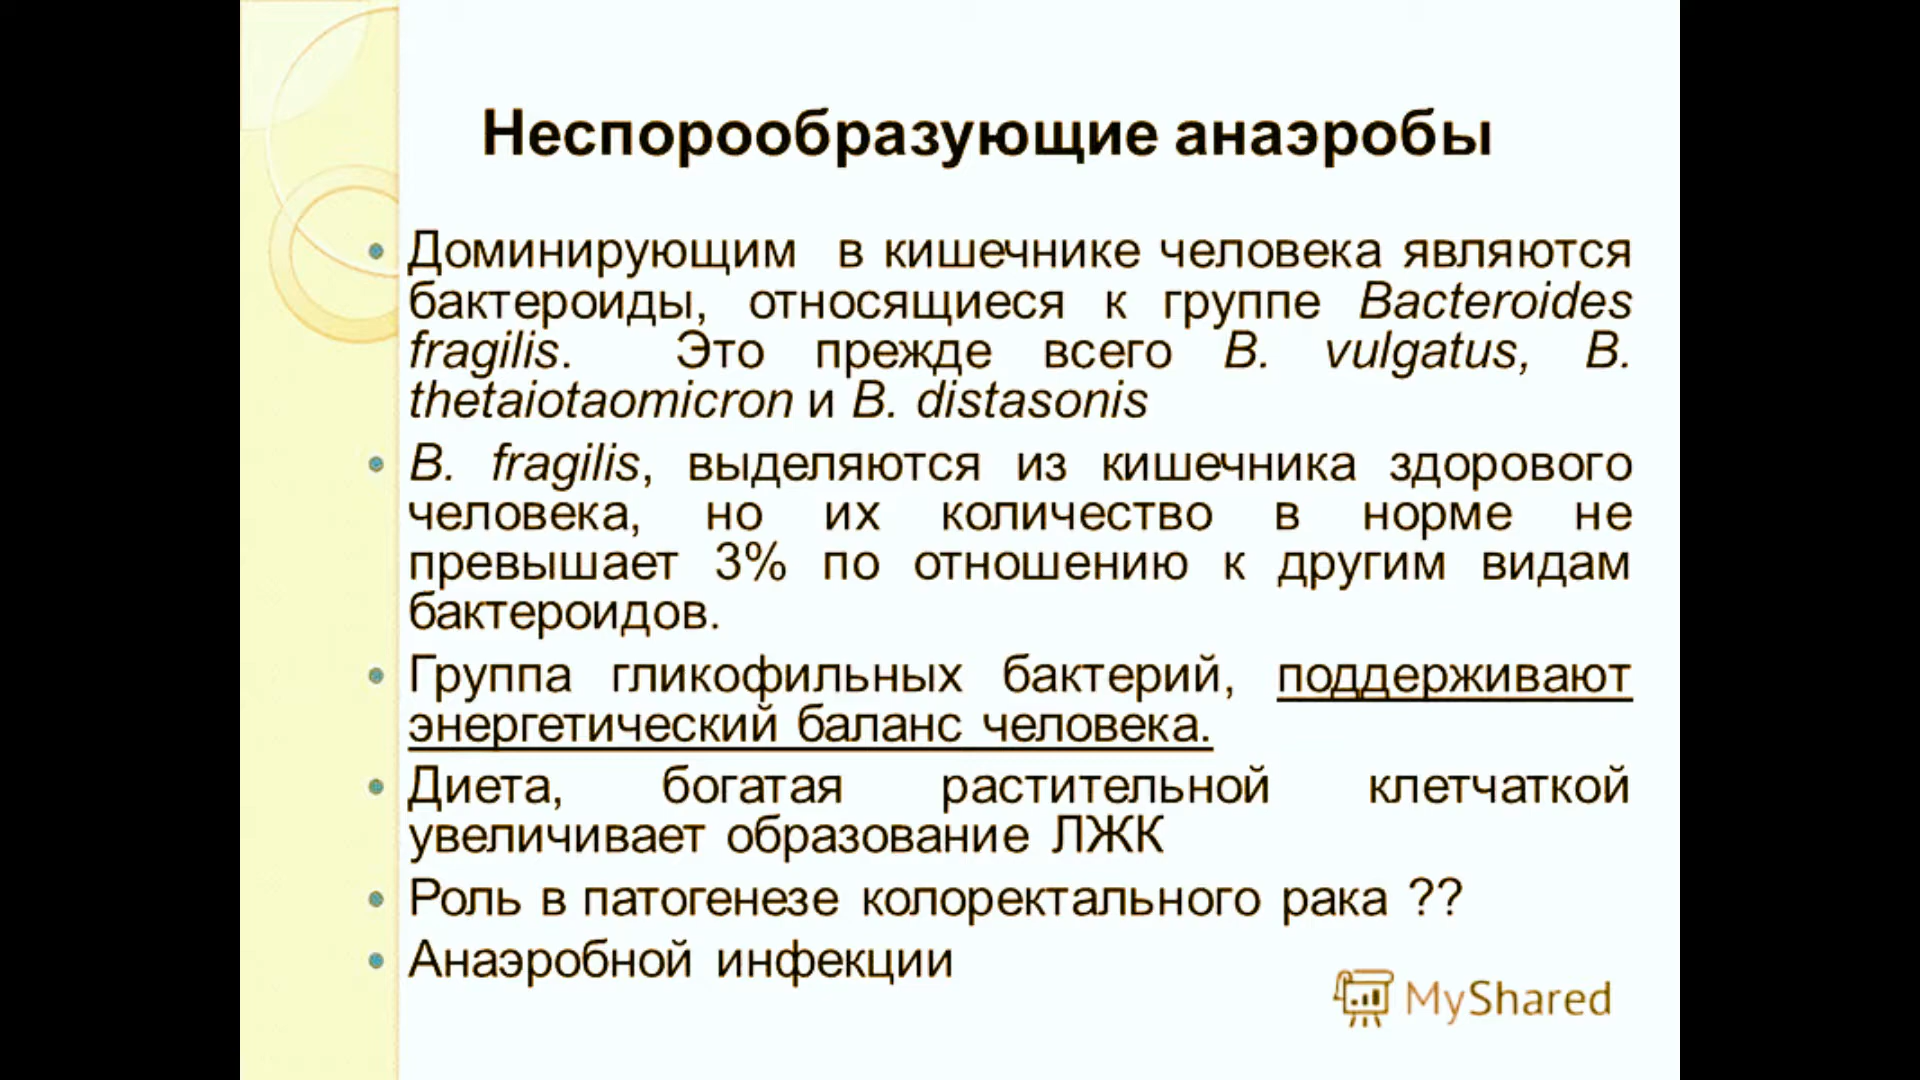 Неспорообразующие анаэробы
Доминирующим в кишечнике человека являются
бактероиды, относящиеся к группе Bacteroides
fragilis. Это прежде всего B. vulgatus, B.
thetaiotaomicron и B. distasonis
B. fragilis, выделяются из кишечника здорового
человека, но их количество в норме не
превышает 3% по отношению к другим видам
бактероидов.
Группа гликофильных бактерий, поддерживают
энергетический баланс человека.
Диета, богатая растительной клетчаткой
увеличивает образование ЛЖК
Роль в патогенезе колоректального рака ??
Анаэробной инфекции
MyShared